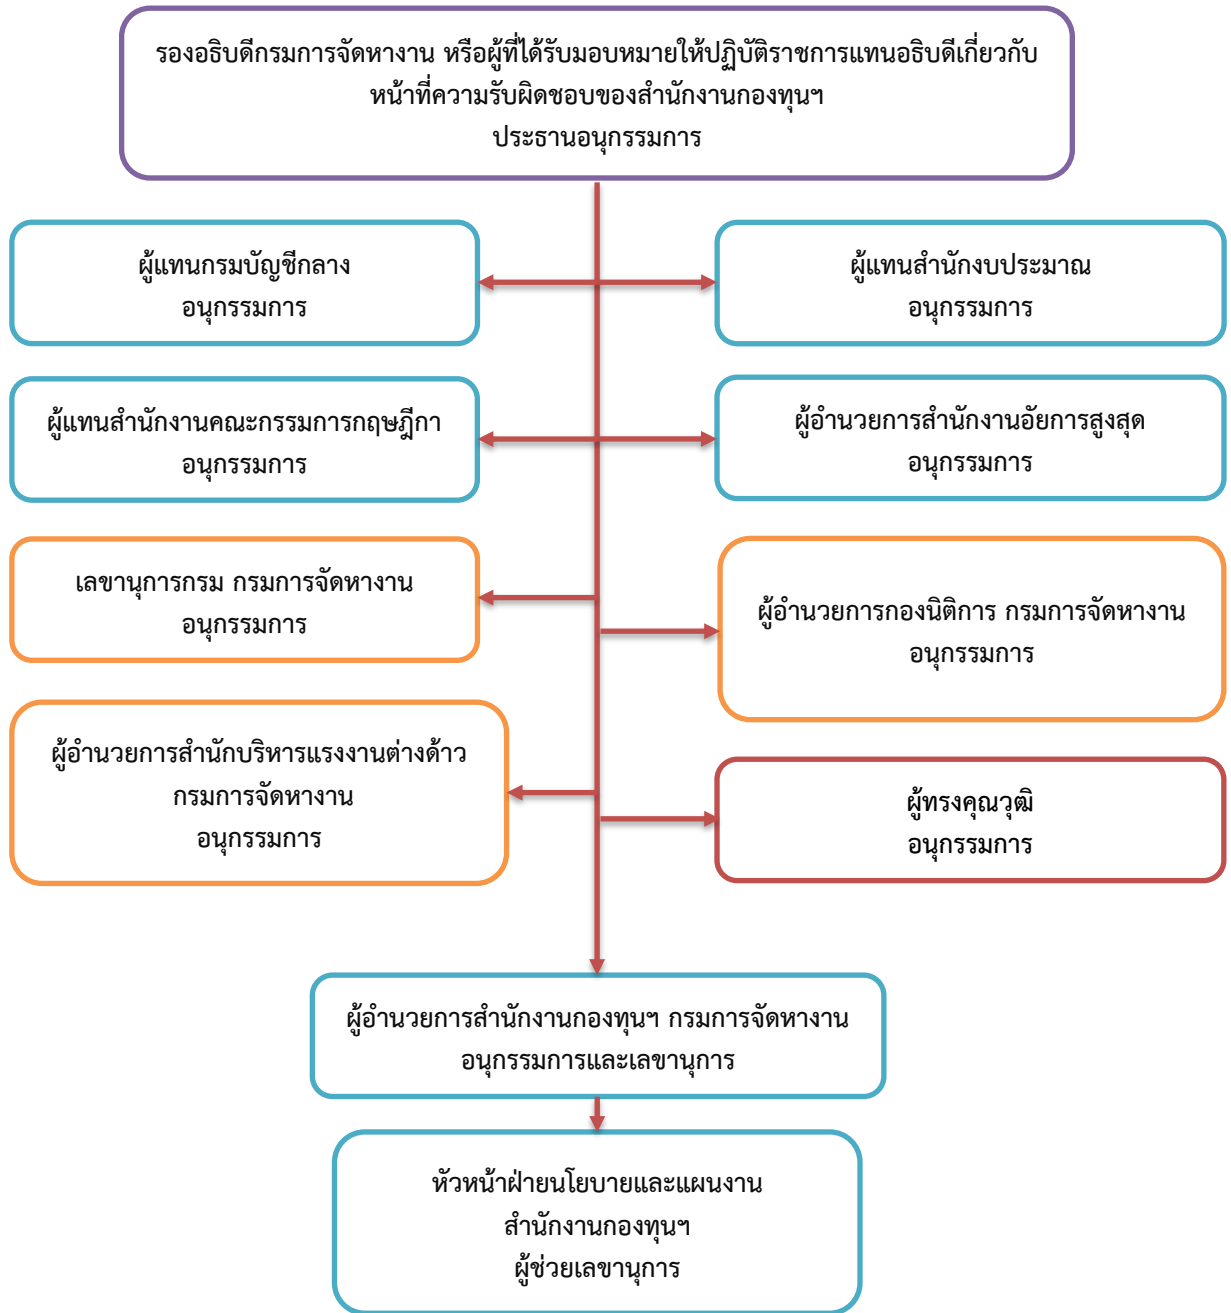 รองอธิบดีกรมการจัดหางาน หรือผู้ที่ได้รับมอบหมายให้ปฏิบัติราชการแทนอธิบดีเกี่ยวกับ
หน้าที่ความรับผิดชอบของสำนักงานกองทุนฯ
ประธานอนุกรรมการ
ผู้แทนกรมบัญชีกลาง
อนุกรรมการ
ผู้แทนสำนักงบประมาณ
อนุกรรมการ
ผู้แทนสำนักงานคณะกรรมการกฤษฎีกา
อนุกรรมการ
ผู้อำนวยการสำนักงานอัยการสูงสุด
อนุกรรมการ
เลขานุการกรม กรมการจัดหางาน
อนุกรรมการ
ผู้อำนวยการกองนิติการ กรมการจัดหางาน
อนุกรรมการ
ผู้อำนวยการสำนักบริหารแรงงานต่างด้าว
กรมการจัดหางาน
อนุกรรมการ
ผู้ทรงคุณวุฒิ
อนุกรรมการ
ผู้อำนวยการสำนักงานกองทุนฯ กรมการจัดหางาน
อนุกรรมการและเลขานุการ
หัวหน้าฝ่ายนโยบายและแผนงาน
สำนักงานกองทุนฯ
ผู้ช่วยเลขานุการ